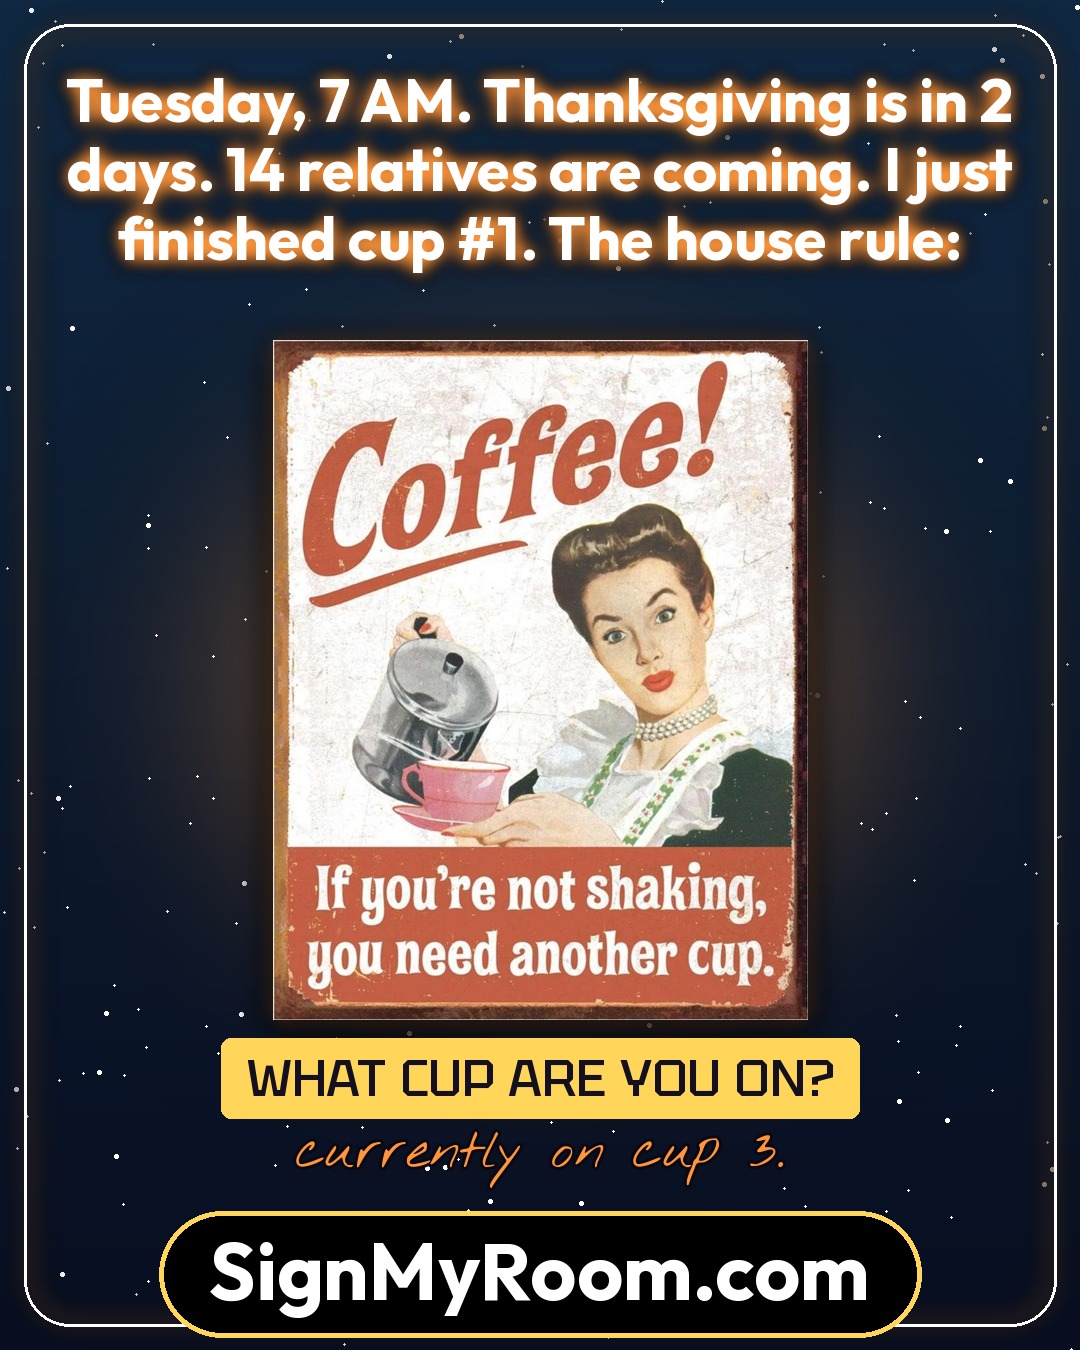 Tuesday, 7 AM. Thanksgiving is in 2
days. 14 relatives are coming. I just
finished cup #1. The house rule:
Coffee!
If you're not shaking,
you need another cup.
WHAT CUP ARE YOU ON?
currently on cup 3.
SignMyRoom.com